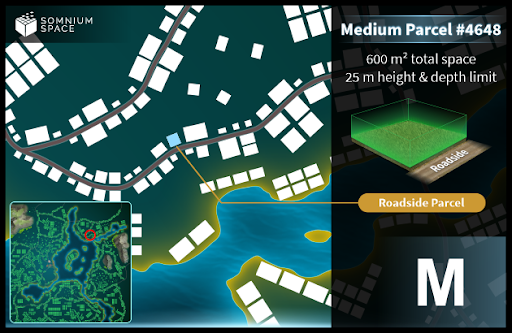 SOMNIUM
SPACE
Medium Parcel #4648
600 m² total space
25 m height & depth limit
Roadside
Roadside Parcel
M